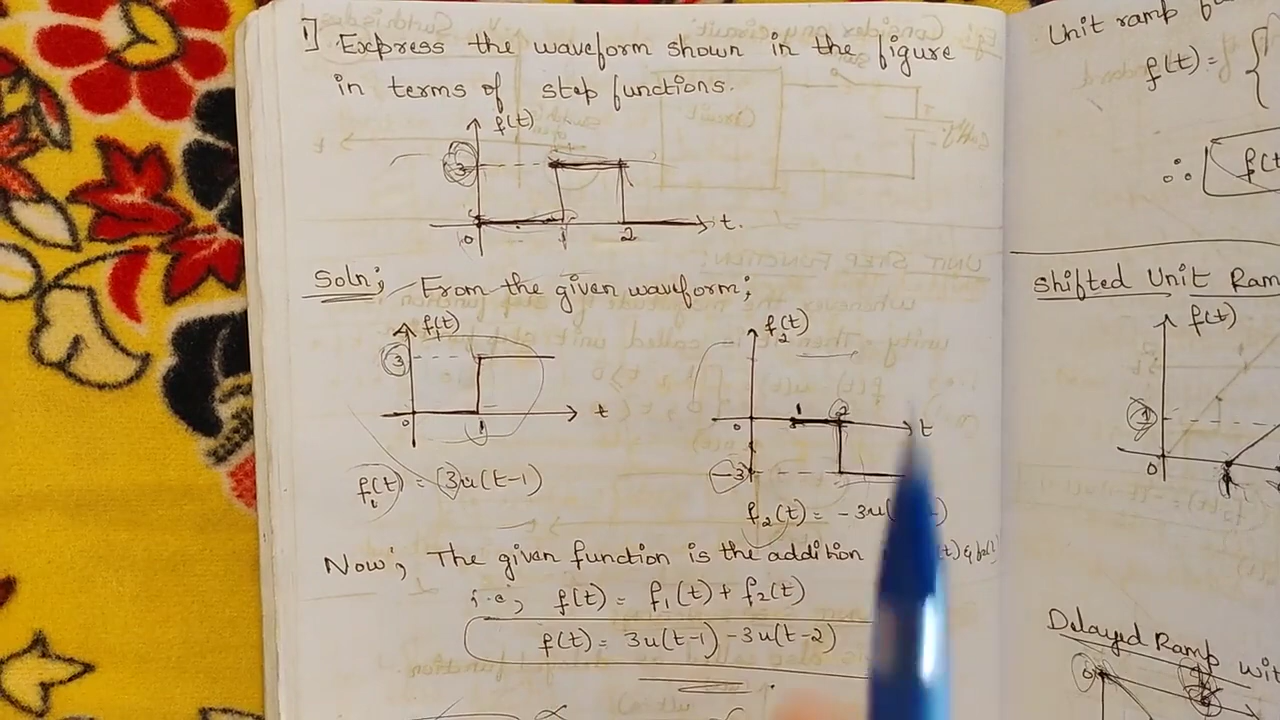 1] Express the waveform shown in the figure
in terms of step functions.
f(t)
3
0 1 2 t.
Soln; From the given waveform;
f1(t)
3
0 1 t
f1(t) = 3u(t-1)
f2(t)
0 1 2 t
-3
f2(t) = -3u(
Now; The given function is the addition
i.e; f(t) = f1(t) + f2(t)
f(t) = 3u(t-1) - 3u(t-2)
Unit ramp
f(t) = {
∴ f(t
Shifted Unit Ram
f(t)
1
0
Delayed Ramp wit